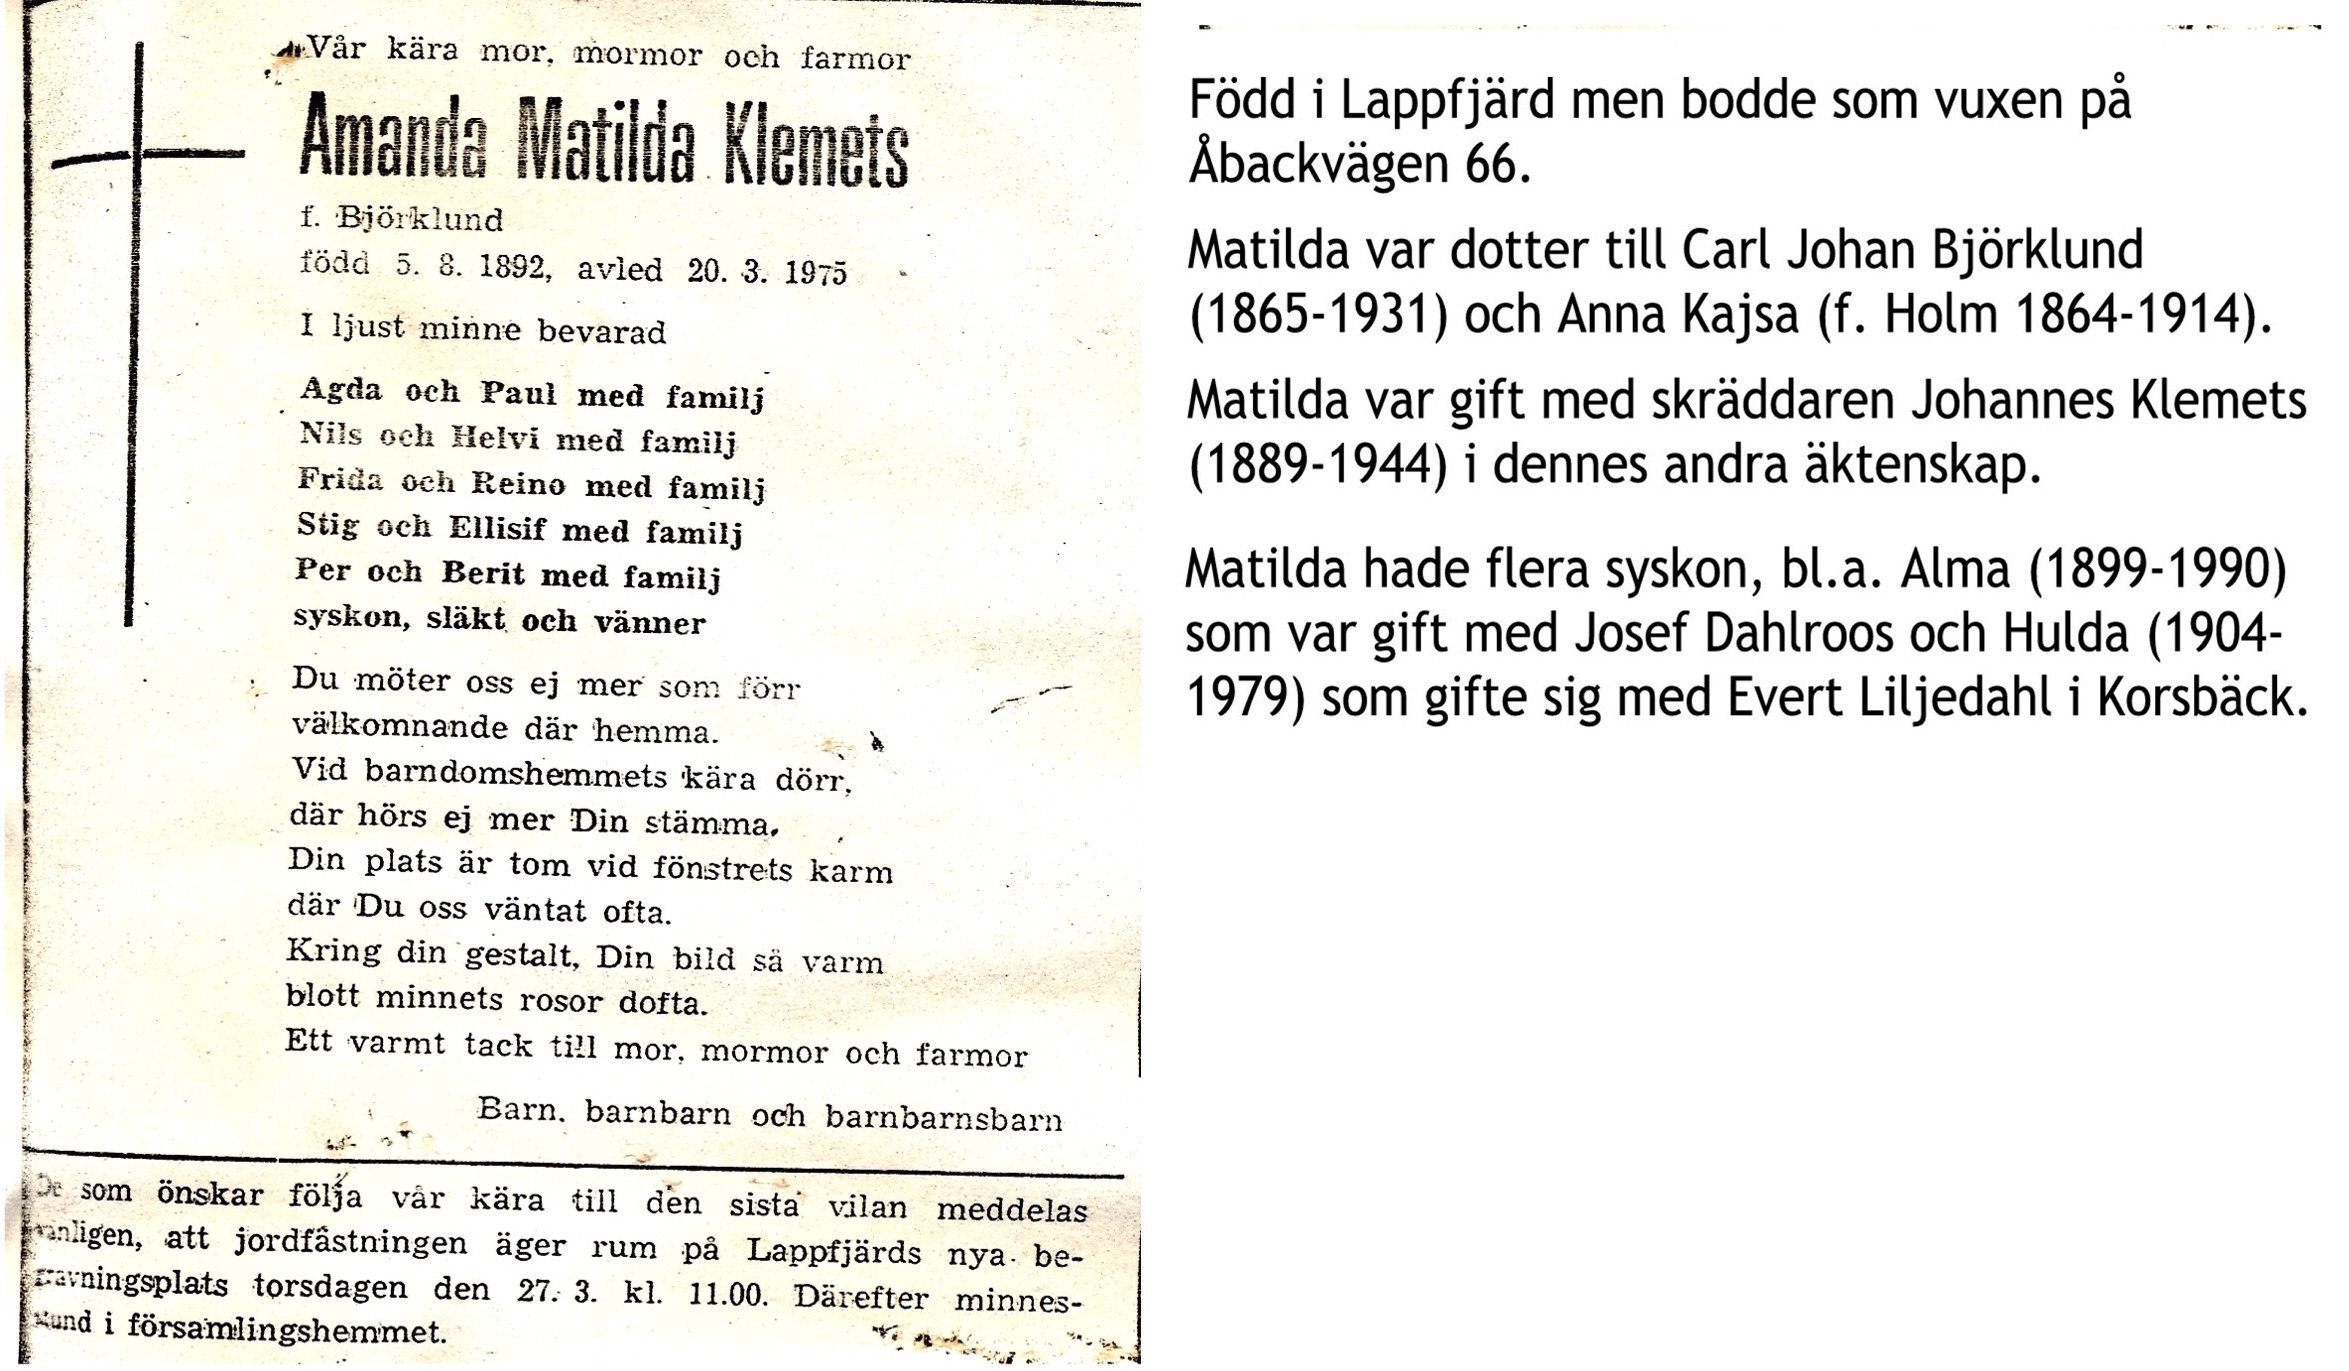 Vår kära mor, mormor och farmor
Amanda Matilda Klemets
f. Björklund
född 5. 8. 1892, avled 20. 3. 1975
I ljust minne bevarad
Agda och Paul med familj
Nils och Helvi med familj
Frida och Reino med familj
Stig och Ellisif med familj
Per och Berit med familj
syskon, släkt och vänner
Du möter oss ej mer som förr
välkomnande där hemma.
Vid barndomshemmets kära dörr,
där hörs ej mer Din stämma.
Din plats är tom vid fönstrets karm
där Du oss väntat ofta.
Kring din gestalt, Din bild så varm
blott minnets rosor dofta.
Ett varmt tack till mor, mormor och farmor
Barn, barnbarn och barnbarnsbarn
De som önskar följa vår kära till den sista vilan meddelas
vänligen, att jordfästningen äger rum på Lappfjärds nya be-
gravningsplats torsdagen den 27. 3. kl. 11.00. Därefter minnes-
stund i församlingshemmet.
Född i Lappfjärd men bodde som vuxen på
Åbackvägen 66.
Matilda var dotter till Carl Johan Björklund
(1865-1931) och Anna Kajsa (f. Holm 1864-1914).
Matilda var gift med skräddaren Johannes Klemets
(1889-1944) i dennes andra äktenskap.
Matilda hade flera syskon, bl.a. Alma (1899-1990)
som var gift med Josef Dahlroos och Hulda (1904-
1979) som gifte sig med Evert Liljedahl i Korsbäck.